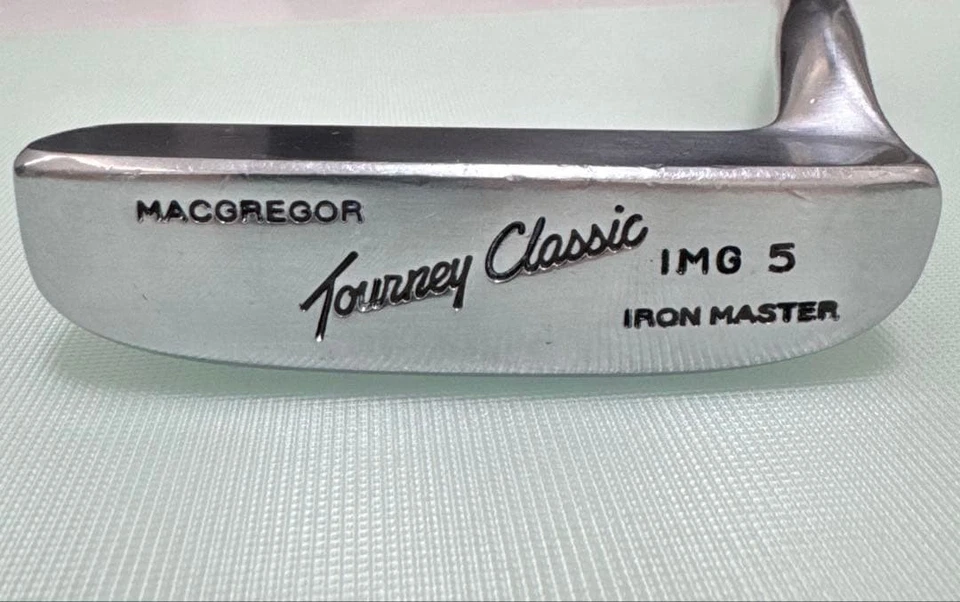 MACGREGOR
Tourney Classic
IMG 5
IRON MASTER